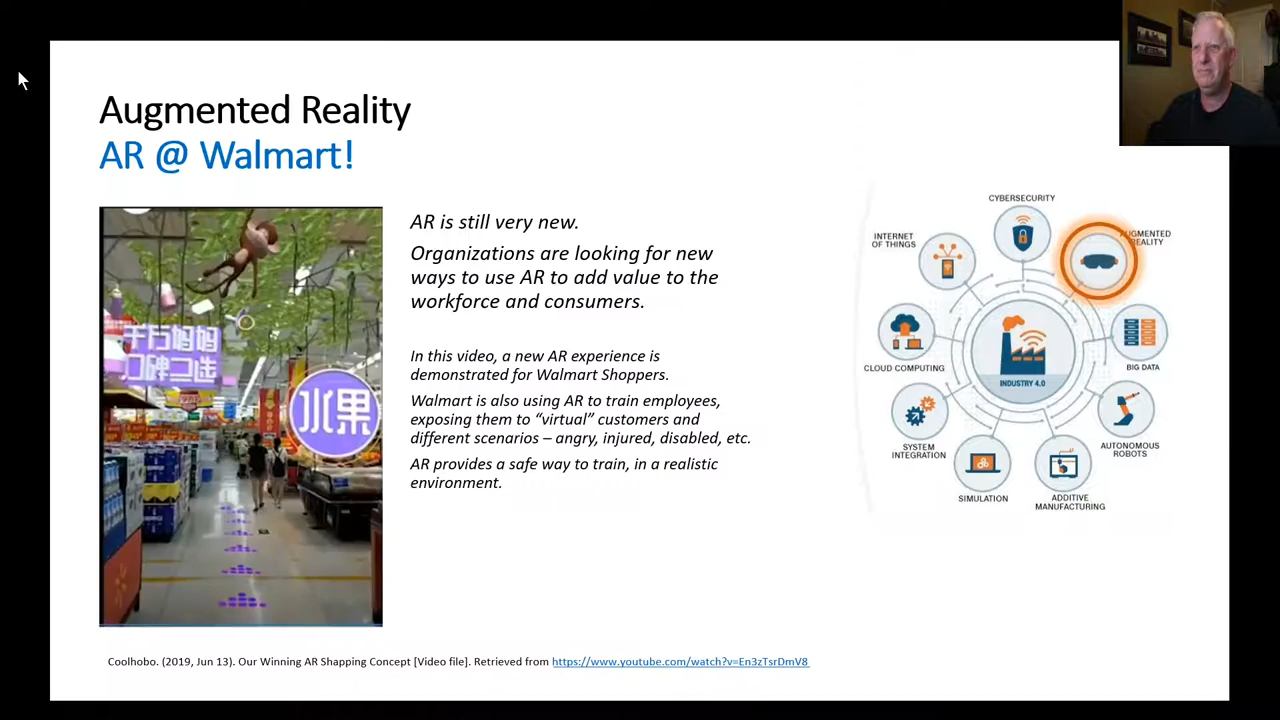 Augmented Reality
AR @ Walmart!
AR is still very new.
Organizations are looking for new
ways to use AR to add value to the
workforce and consumers.
In this video, a new AR experience is
demonstrated for Walmart Shoppers.
Walmart is also using AR to train employees,
exposing them to “virtual” customers and
different scenarios – angry, injured, disabled, etc.
AR provides a safe way to train, in a realistic
environment.
千万妈妈
口碑之选
水果
CYBERSECURITY
INTERNET
OF THINGS
AUGMENTED
REALITY
CLOUD COMPUTING
INDUSTRY 4.0
BIG DATA
SYSTEM
INTEGRATION
AUTONOMOUS
ROBOTS
SIMULATION
ADDITIVE
MANUFACTURING
Coolhobo. (2019, Jun 13). Our Winning AR Shapping Concept [Video file]. Retrieved from https://www.youtube.com/watch?v=En3zTsrDmV8